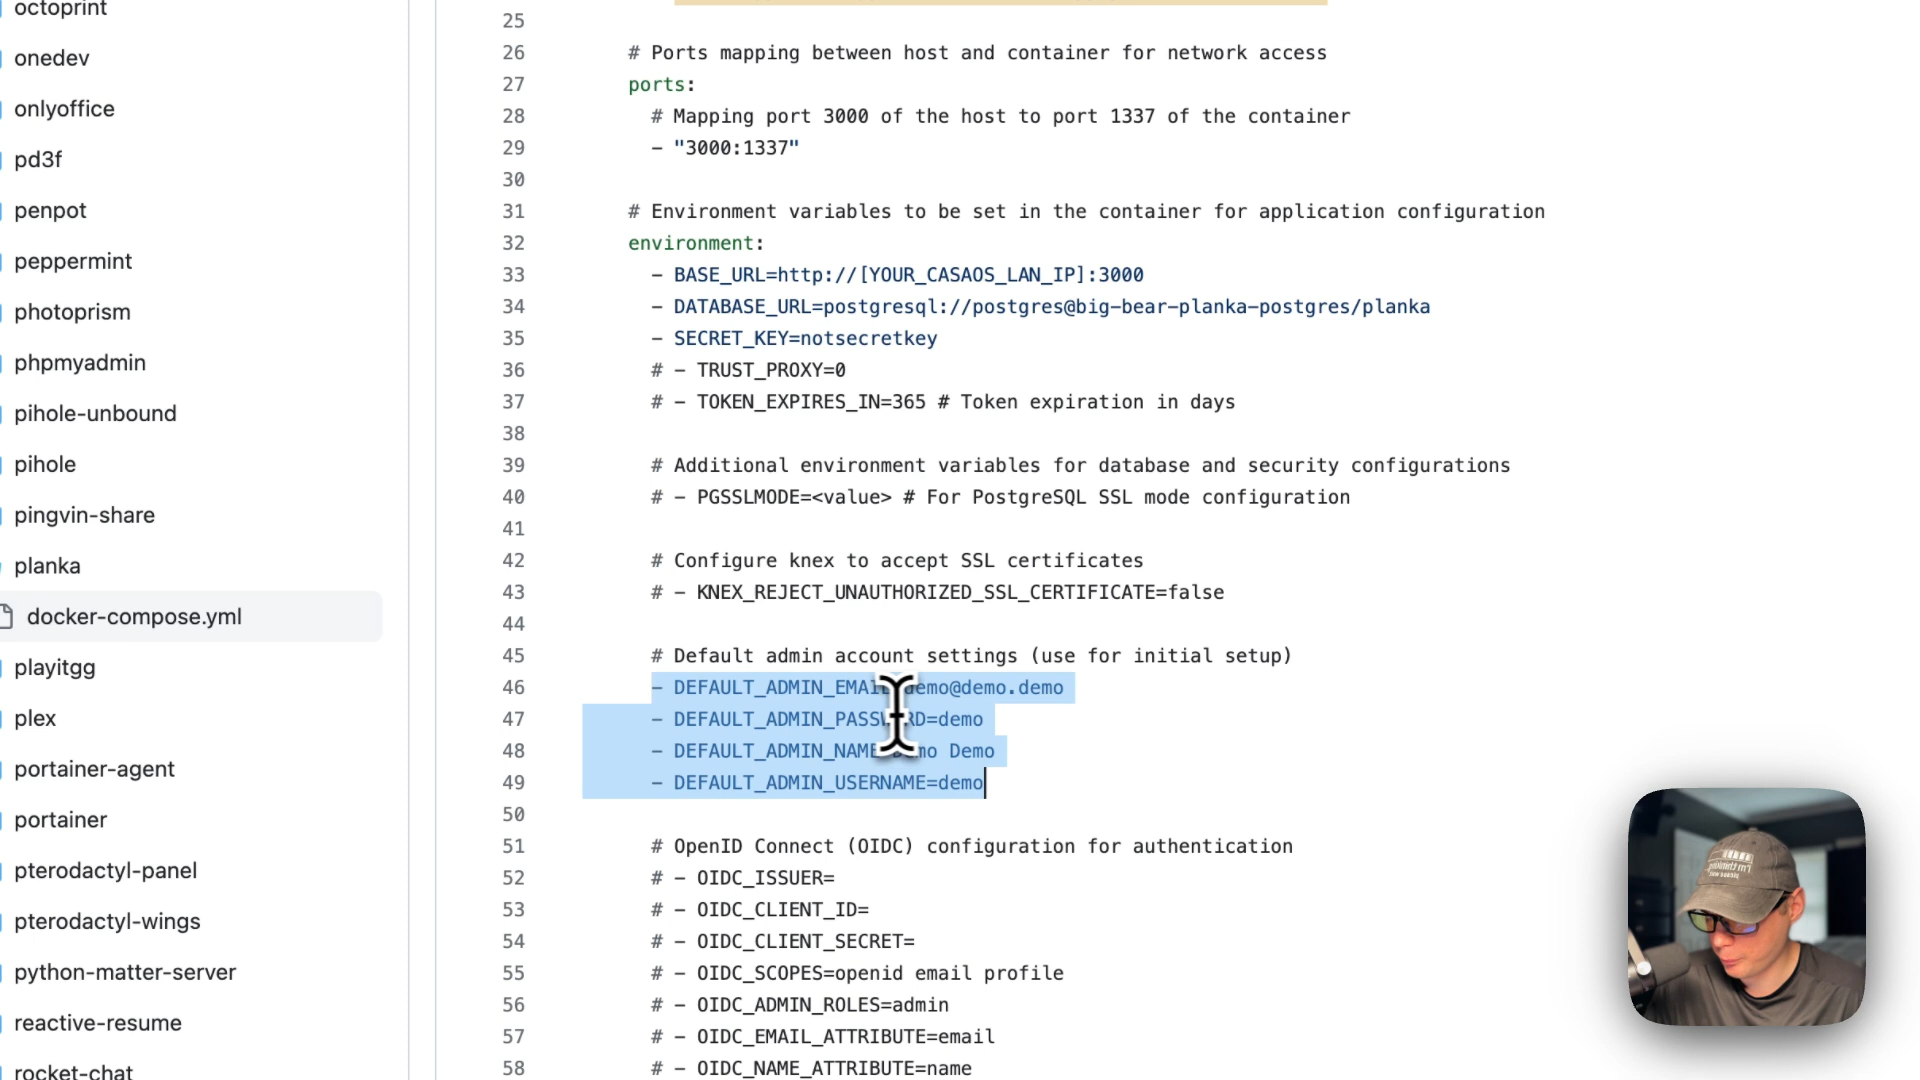 octoprint
onedev
onlyoffice
pd3f
penpot
peppermint
photoprism
phpmyadmin
pihole-unbound
pihole
pingvin-share
planka
docker-compose.yml
playitgg
plex
portainer-agent
portainer
pterodactyl-panel
pterodactyl-wings
python-matter-server
reactive-resume
rocket-chat
25
26 # Ports mapping between host and container for network access
27 ports:
28 # Mapping port 3000 of the host to port 1337 of the container
29 - "3000:1337"
30
31 # Environment variables to be set in the container for application configuration
32 environment:
33 - BASE_URL=http://[YOUR_CASAOS_LAN_IP]:3000
34 - DATABASE_URL=postgresql://postgres@big-bear-planka-postgres/planka
35 - SECRET_KEY=notsecretkey
36 # - TRUST_PROXY=0
37 # - TOKEN_EXPIRES_IN=365 # Token expiration in days
38
39 # Additional environment variables for database and security configurations
40 # - PGSSLMODE=<value> # For PostgreSQL SSL mode configuration
41
42 # Configure knex to accept SSL certificates
43 # - KNEX_REJECT_UNAUTHORIZED_SSL_CERTIFICATE=false
44
45 # Default admin account settings (use for initial setup)
46 - DEFAULT_ADMIN_EMAIL=demo@demo.demo
47 - DEFAULT_ADMIN_PASSWORD=demo
48 - DEFAULT_ADMIN_NAME=Demo Demo
49 - DEFAULT_ADMIN_USERNAME=demo
50
51 # OpenID Connect (OIDC) configuration for authentication
52 # - OIDC_ISSUER=
53 # - OIDC_CLIENT_ID=
54 # - OIDC_CLIENT_SECRET=
55 # - OIDC_SCOPES=openid email profile
56 # - OIDC_ADMIN_ROLES=admin
57 # - OIDC_EMAIL_ATTRIBUTE=email
58 # - OIDC_NAME_ATTRIBUTE=name